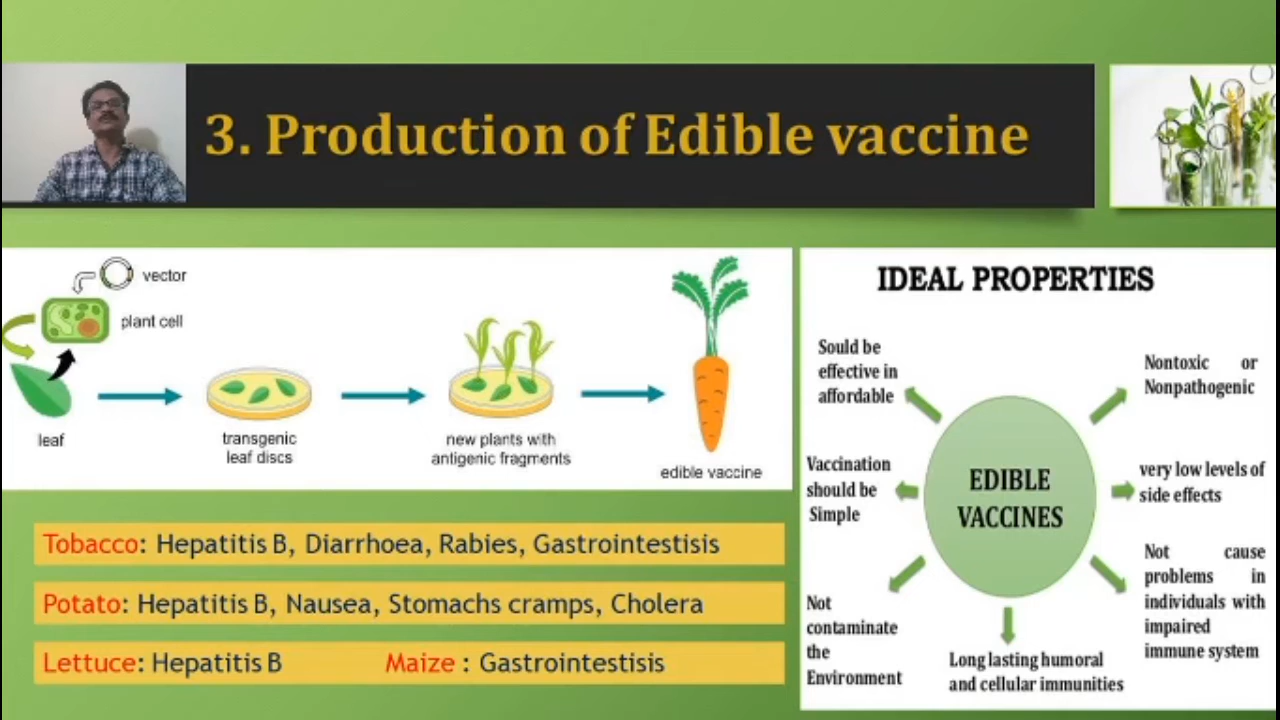 3. Production of Edible vaccine
vector
plant cell
leaf
transgenic
leaf discs
new plants with
antigenic fragments
edible vaccine
Tobacco: Hepatitis B, Diarrhoea, Rabies, Gastrointestisis
Potato: Hepatitis B, Nausea, Stomachs cramps, Cholera
Lettuce: Hepatitis B
Maize : Gastrointestisis
IDEAL PROPERTIES
Sould be
effective in
affordable
Nontoxic or
Nonpathogenic
Vaccination
should be
Simple
EDIBLE
VACCINES
very low levels of
side effects
Not
contaminate
the
Environment
Long lasting humoral
and cellular immunities
Not cause
problems in
individuals with
impaired
immune system